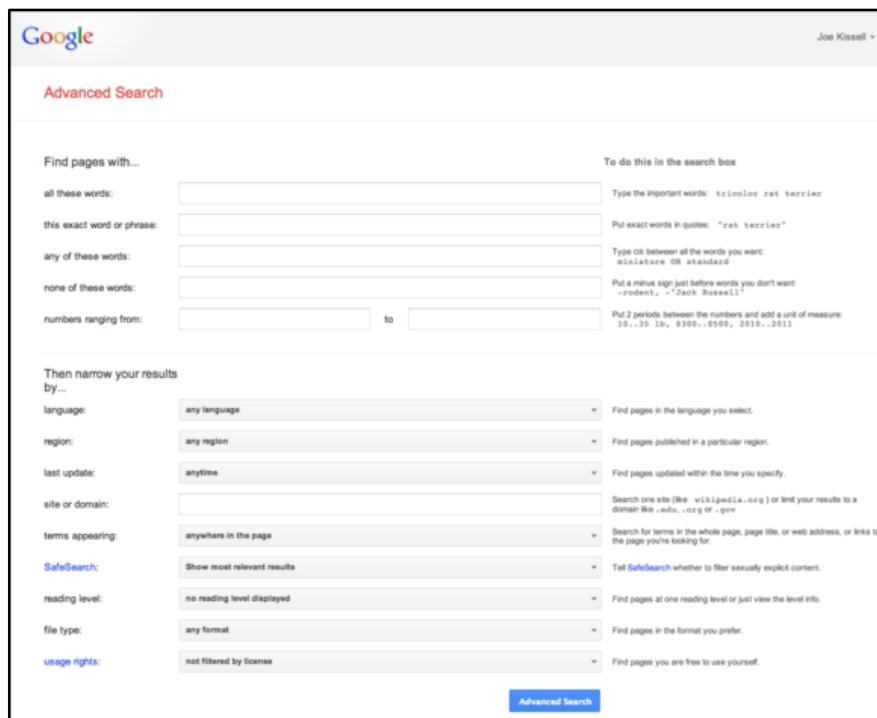 Google
Joe Kissell
Advanced Search
Find pages with...
To do this in the search box
all these words:
Type the important words: tricolor rat terrier
this exact word or phrase:
Put exact words in quotes: "rat terrier"
any of these words:
Type OR between all the words you want:
miniature OR standard
none of these words:
Put a minus sign just before words you don't want:
-rodent, -"Jack Russell"
numbers ranging from:
to
Put 2 periods between the numbers and add a unit of measure:
10..35 lb, $300..$500, 2010..2011
Then narrow your results
by...
language:
any language
Find pages in the language you select.
region:
any region
Find pages published in a particular region.
last update:
anytime
Find pages updated within the time you specify.
site or domain:
Search one site (like wikipedia.org) or limit your results to a
domain like .edu, .org or .gov
terms appearing:
anywhere in the page
Search for terms in the whole page, page title, or web address, or links to
the page you're looking for.
SafeSearch:
Show most relevant results
Tell SafeSearch whether to filter sexually explicit content.
reading level:
no reading level displayed
Find pages at one reading level or just view the level info.
file type:
any format
Find pages in the format you prefer.
usage rights:
not filtered by license
Find pages you are free to use yourself.
Advanced Search